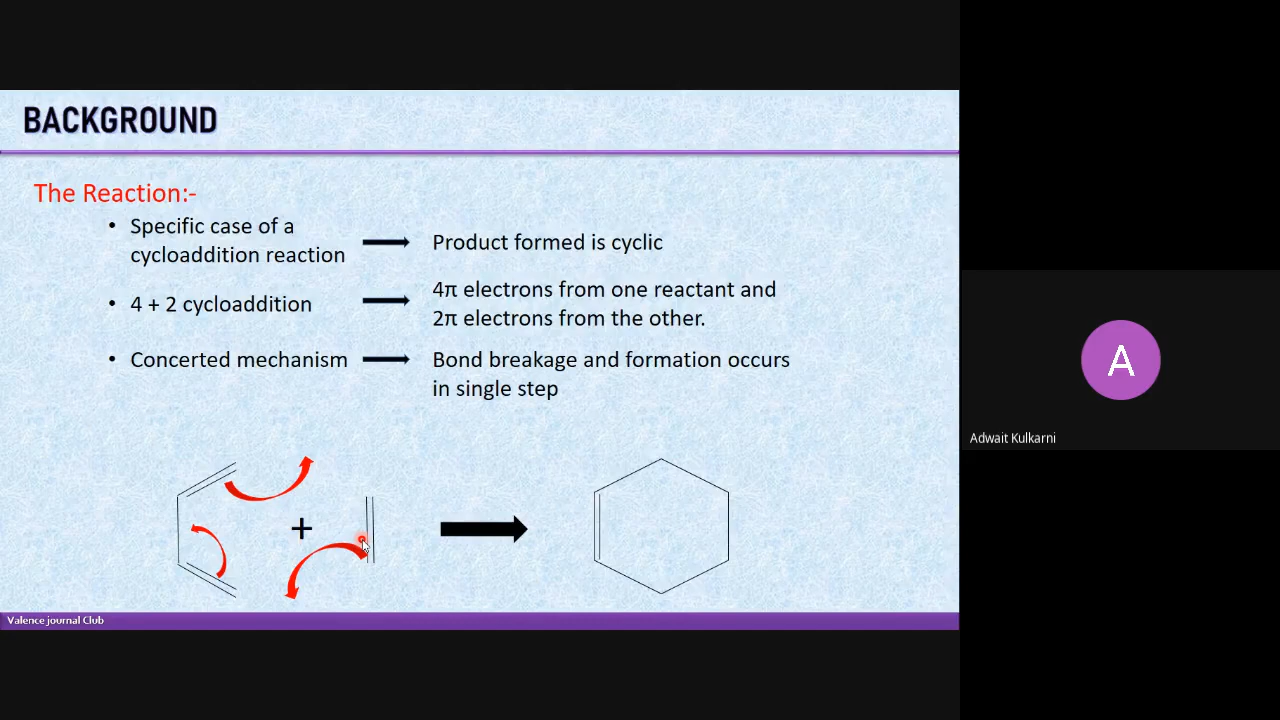 BACKGROUND
The Reaction:-
• Specific case of a
cycloaddition reaction
Product formed is cyclic
• 4 + 2 cycloaddition
4π electrons from one reactant and
2π electrons from the other.
• Concerted mechanism
Bond breakage and formation occurs
in single step
+
Valence journal Club
A
Adwait Kulkarni